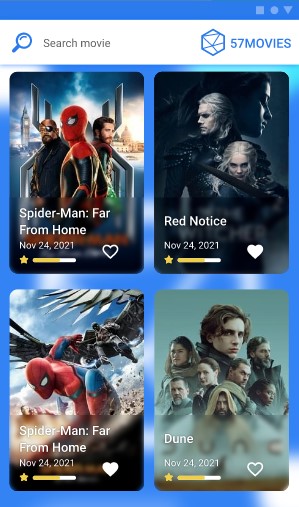 Search movie
57MOVIES
Spider-Man: Far
From Home
Nov 24, 2021
Red Notice
Nov 24, 2021
Spider-Man: Far
From Home
Nov 24, 2021
Dune
Nov 24, 2021